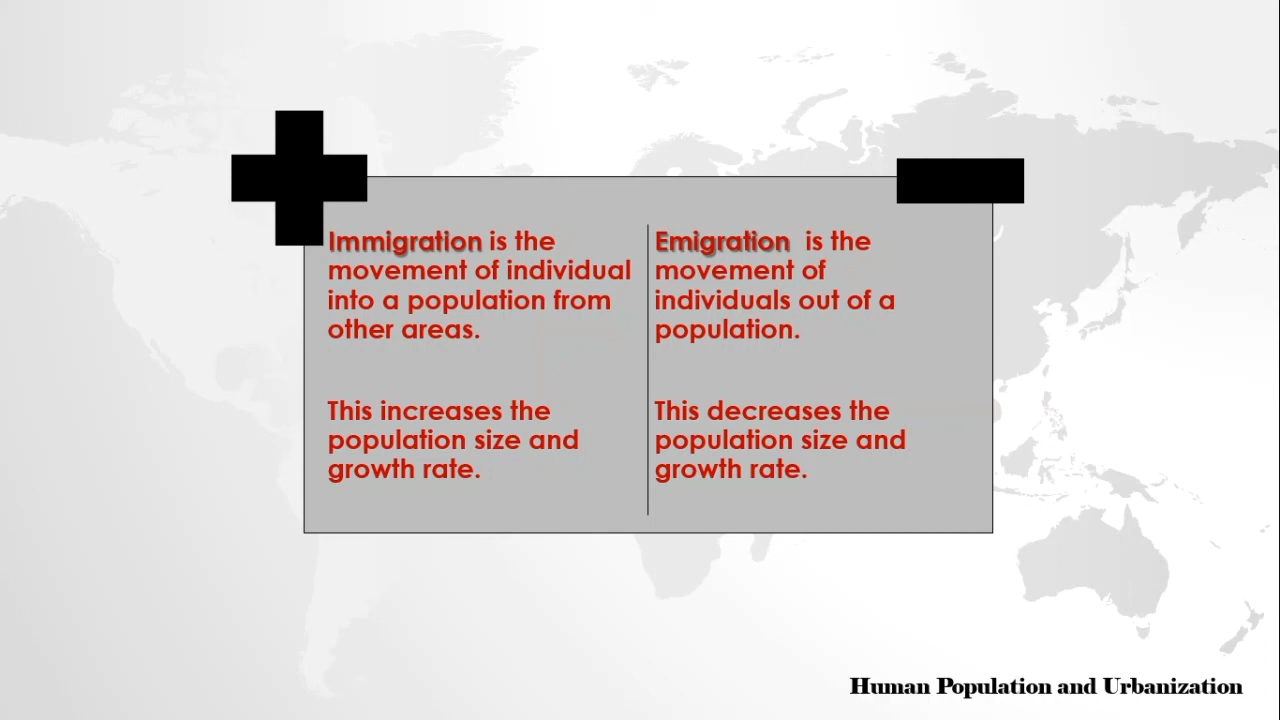 Immigration is the
movement of individual
into a population from
other areas.
This increases the
population size and
growth rate.
Emigration is the
movement of
individuals out of a
population.
This decreases the
population size and
growth rate.
Human Population and Urbanization